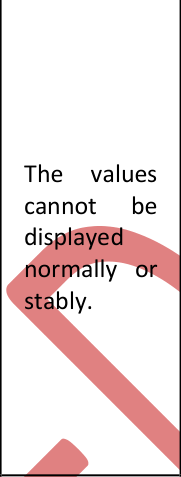 The values
cannot be
displayed
normally or
stably.